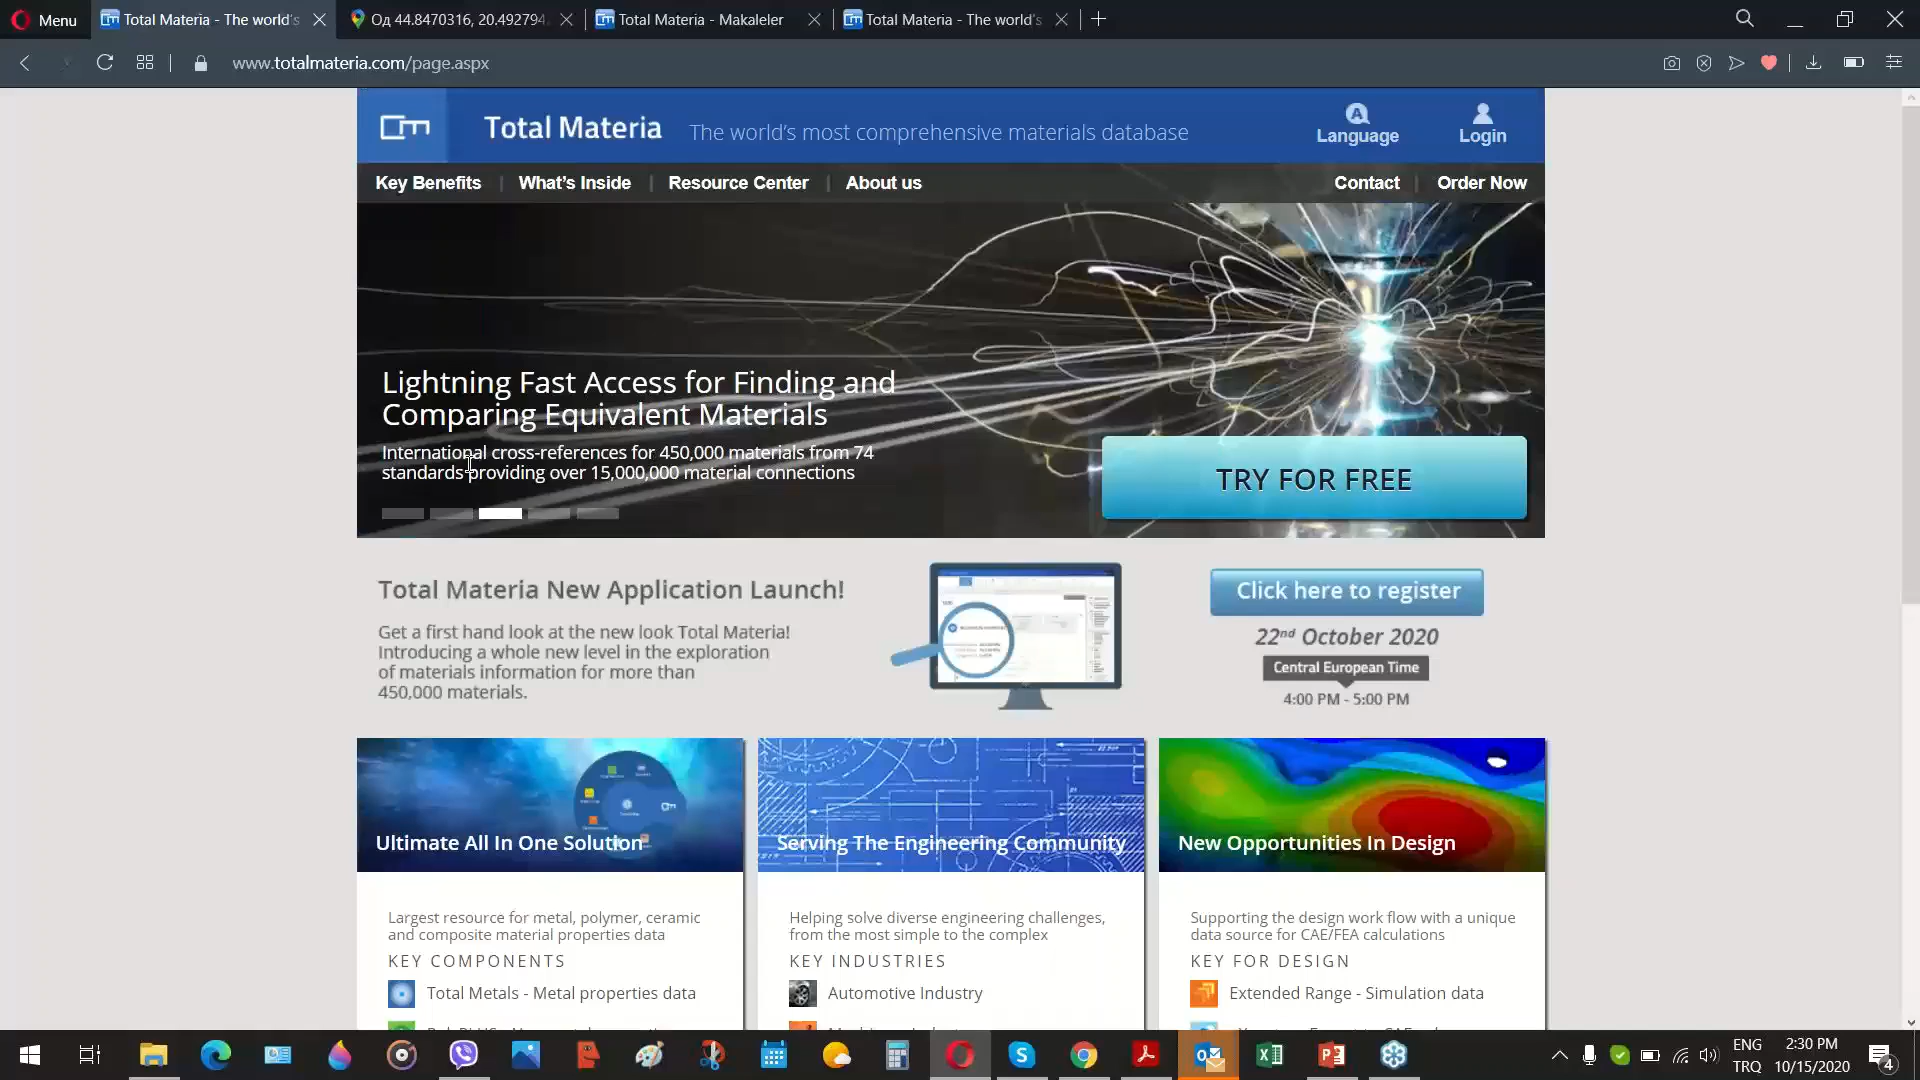 Menu
Total Materia - The world's
Од 44.8470316, 20.492794
Total Materia - Makaleler
Total Materia - The world's
www.totalmateria.com/page.aspx
Total Materia
The world's most comprehensive materials database
Language
Login
Key Benefits
What's Inside
Resource Center
About us
Contact
Order Now
Lightning Fast Access for Finding and
Comparing Equivalent Materials
International cross-references for 450,000 materials from 74
standards providing over 15,000,000 material connections
TRY FOR FREE
Total Materia New Application Launch!
Get a first hand look at the new look Total Materia!
Introducing a whole new level in the exploration
of materials information for more than
450,000 materials.
Click here to register
22nd October 2020
Central European Time
4:00 PM - 5:00 PM
Ultimate All In One Solution
Largest resource for metal, polymer, ceramic
and composite material properties data
KEY COMPONENTS
Total Metals - Metal properties data
Serving The Engineering Community
Helping solve diverse engineering challenges,
from the most simple to the complex
KEY INDUSTRIES
Automotive Industry
New Opportunities In Design
Supporting the design work flow with a unique
data source for CAE/FEA calculations
KEY FOR DESIGN
Extended Range - Simulation data
ENG
TRQ
2:30 PM
10/15/2020
4